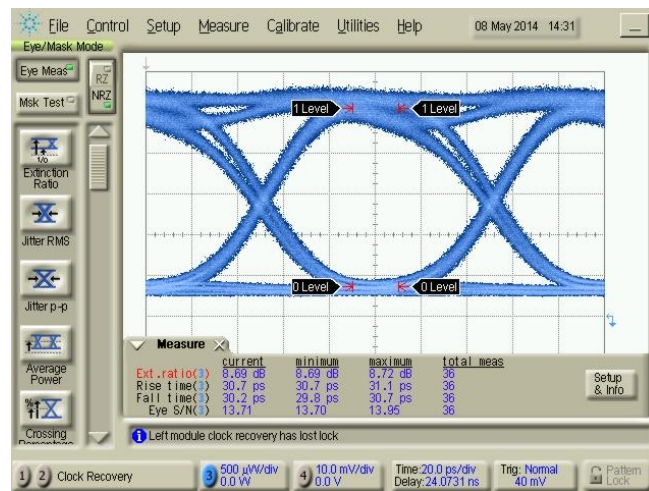 File Control Setup Measure Calibrate Utilities Help 08 May 2014 14:31
Eye/Mask Mode
Eye Meas
RZ
Msk Test
NRZ
1 Level 1 Level
Extinction
Ratio
Jitter RMS
0 Level 0 Level
Jitter p-p
Measure
current minimum maximum total meas
Ext.ratio(3) 8.69 dB 8.69 dB 8.72 dB 36
Rise time(3) 30.7 ps 30.7 ps 31.1 ps 36
Fall time(3) 30.2 ps 29.8 ps 30.7 ps 36
Eye S/N(3) 13.71 13.70 13.95 36
Setup
& Info
Average
Power
Crossing
Percentage
Left module clock recovery has lost lock
1 2 Clock Recovery
3 500 µW/div
0.0 W
4 10.0 mV/div
0.0 V
Time:20.0 ps/div
Delay:24.0731 ns
Trig: Normal
40 mV
Pattern
Lock